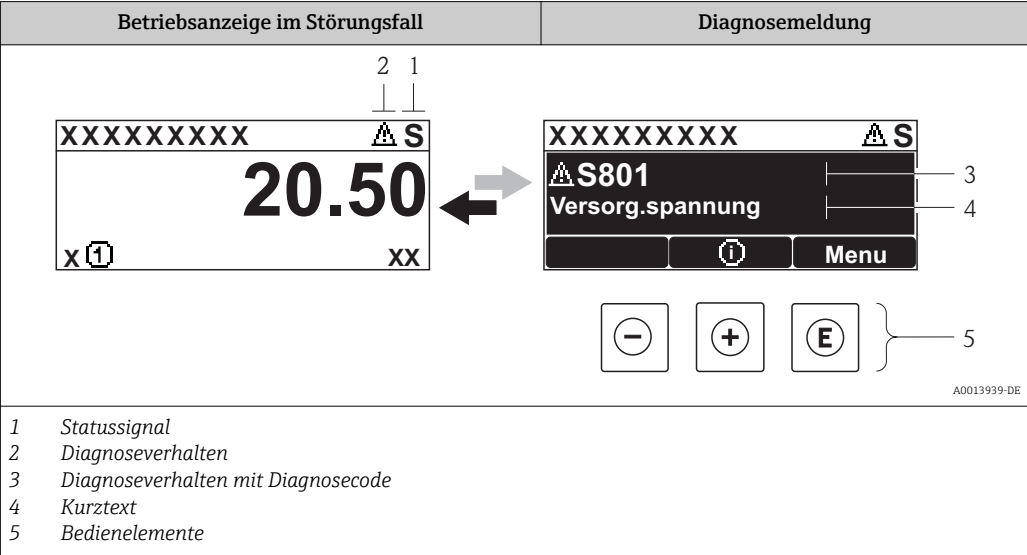 Betriebsanzeige im Störungsfall
Diagnosemeldung
2 1
XXXXXXXXX S
20.50
x 1 xx
XXXXXXXXX S
S801
Versorg.spannung
i Menu
3
4
- + E
5
A0013939-DE
1 Statussignal
2 Diagnoseverhalten
3 Diagnoseverhalten mit Diagnosecode
4 Kurztext
5 Bedienelemente